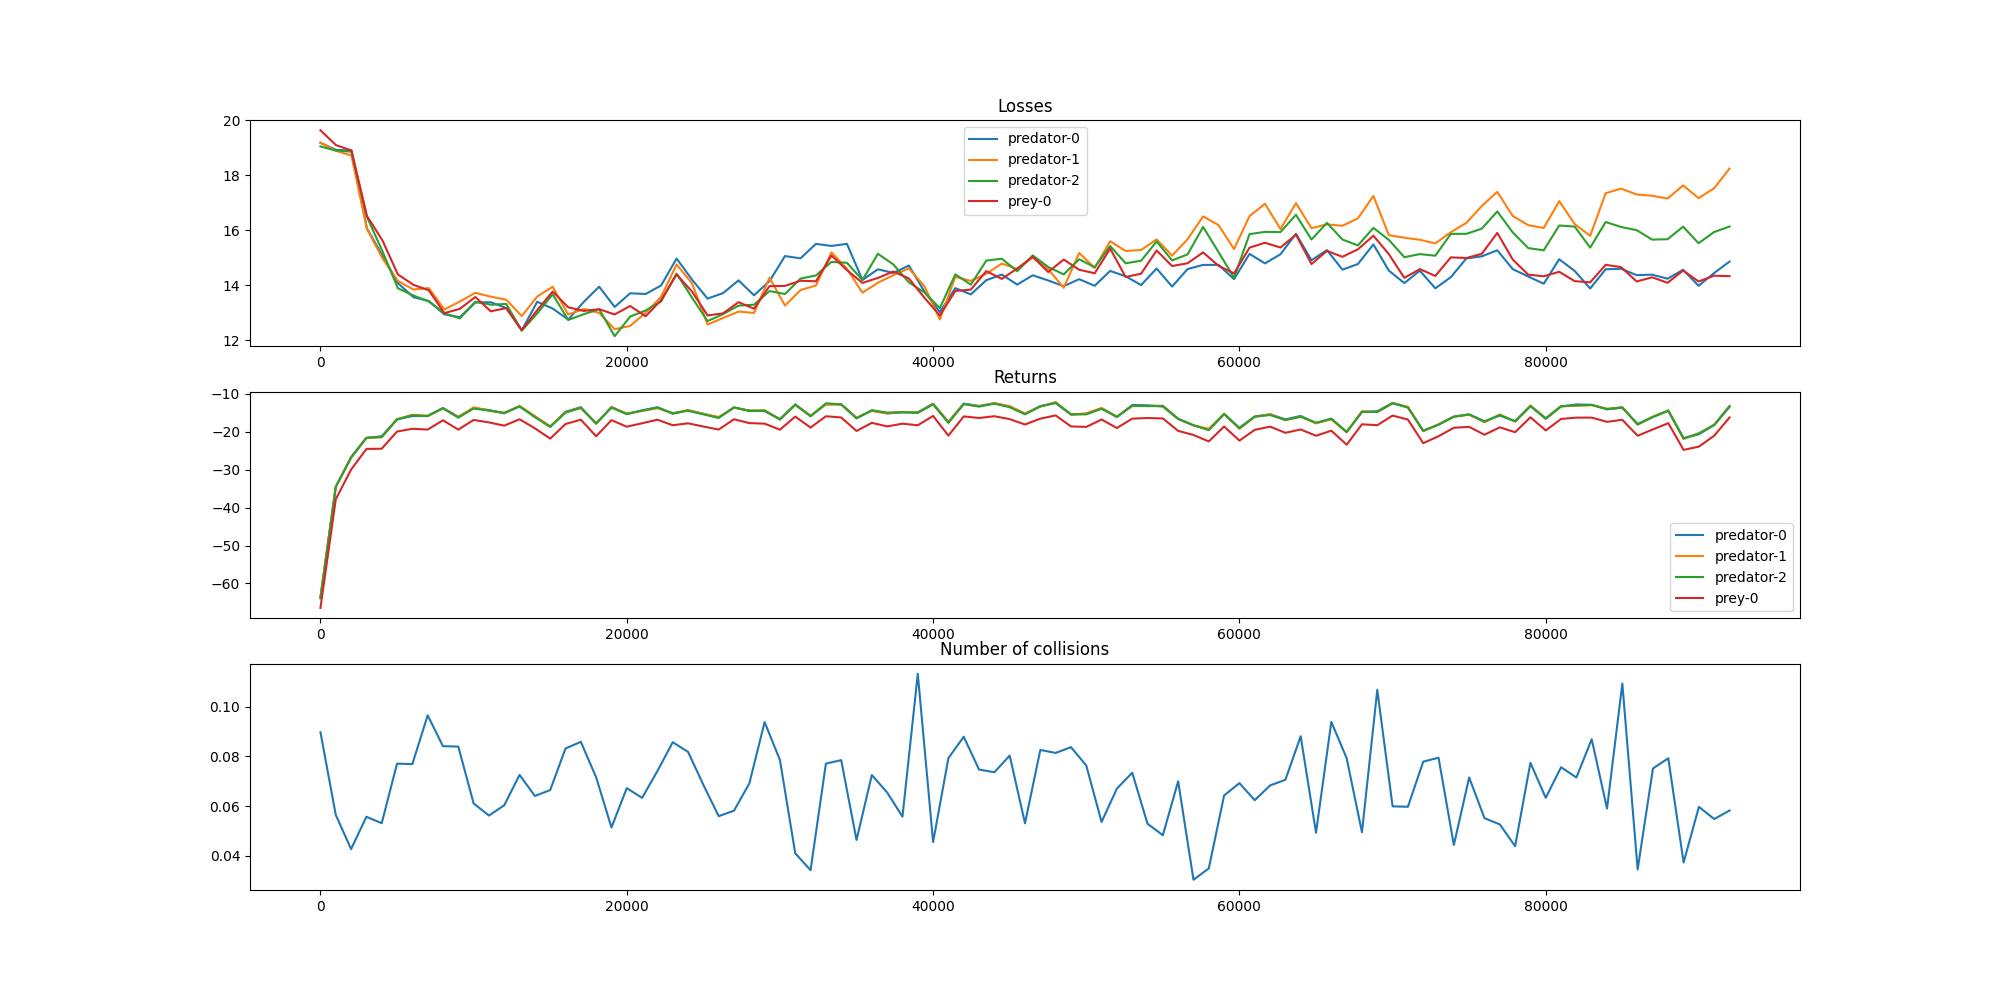 Losses
20
18
16
14
12
predator-0
predator-1
predator-2
prey-0
0 20000 40000 60000 80000
Returns
−10
−20
−30
−40
−50
−60
predator-0
predator-1
predator-2
prey-0
0 20000 40000 60000 80000
Number of collisions
0.10
0.08
0.06
0.04
0 20000 40000 60000 80000